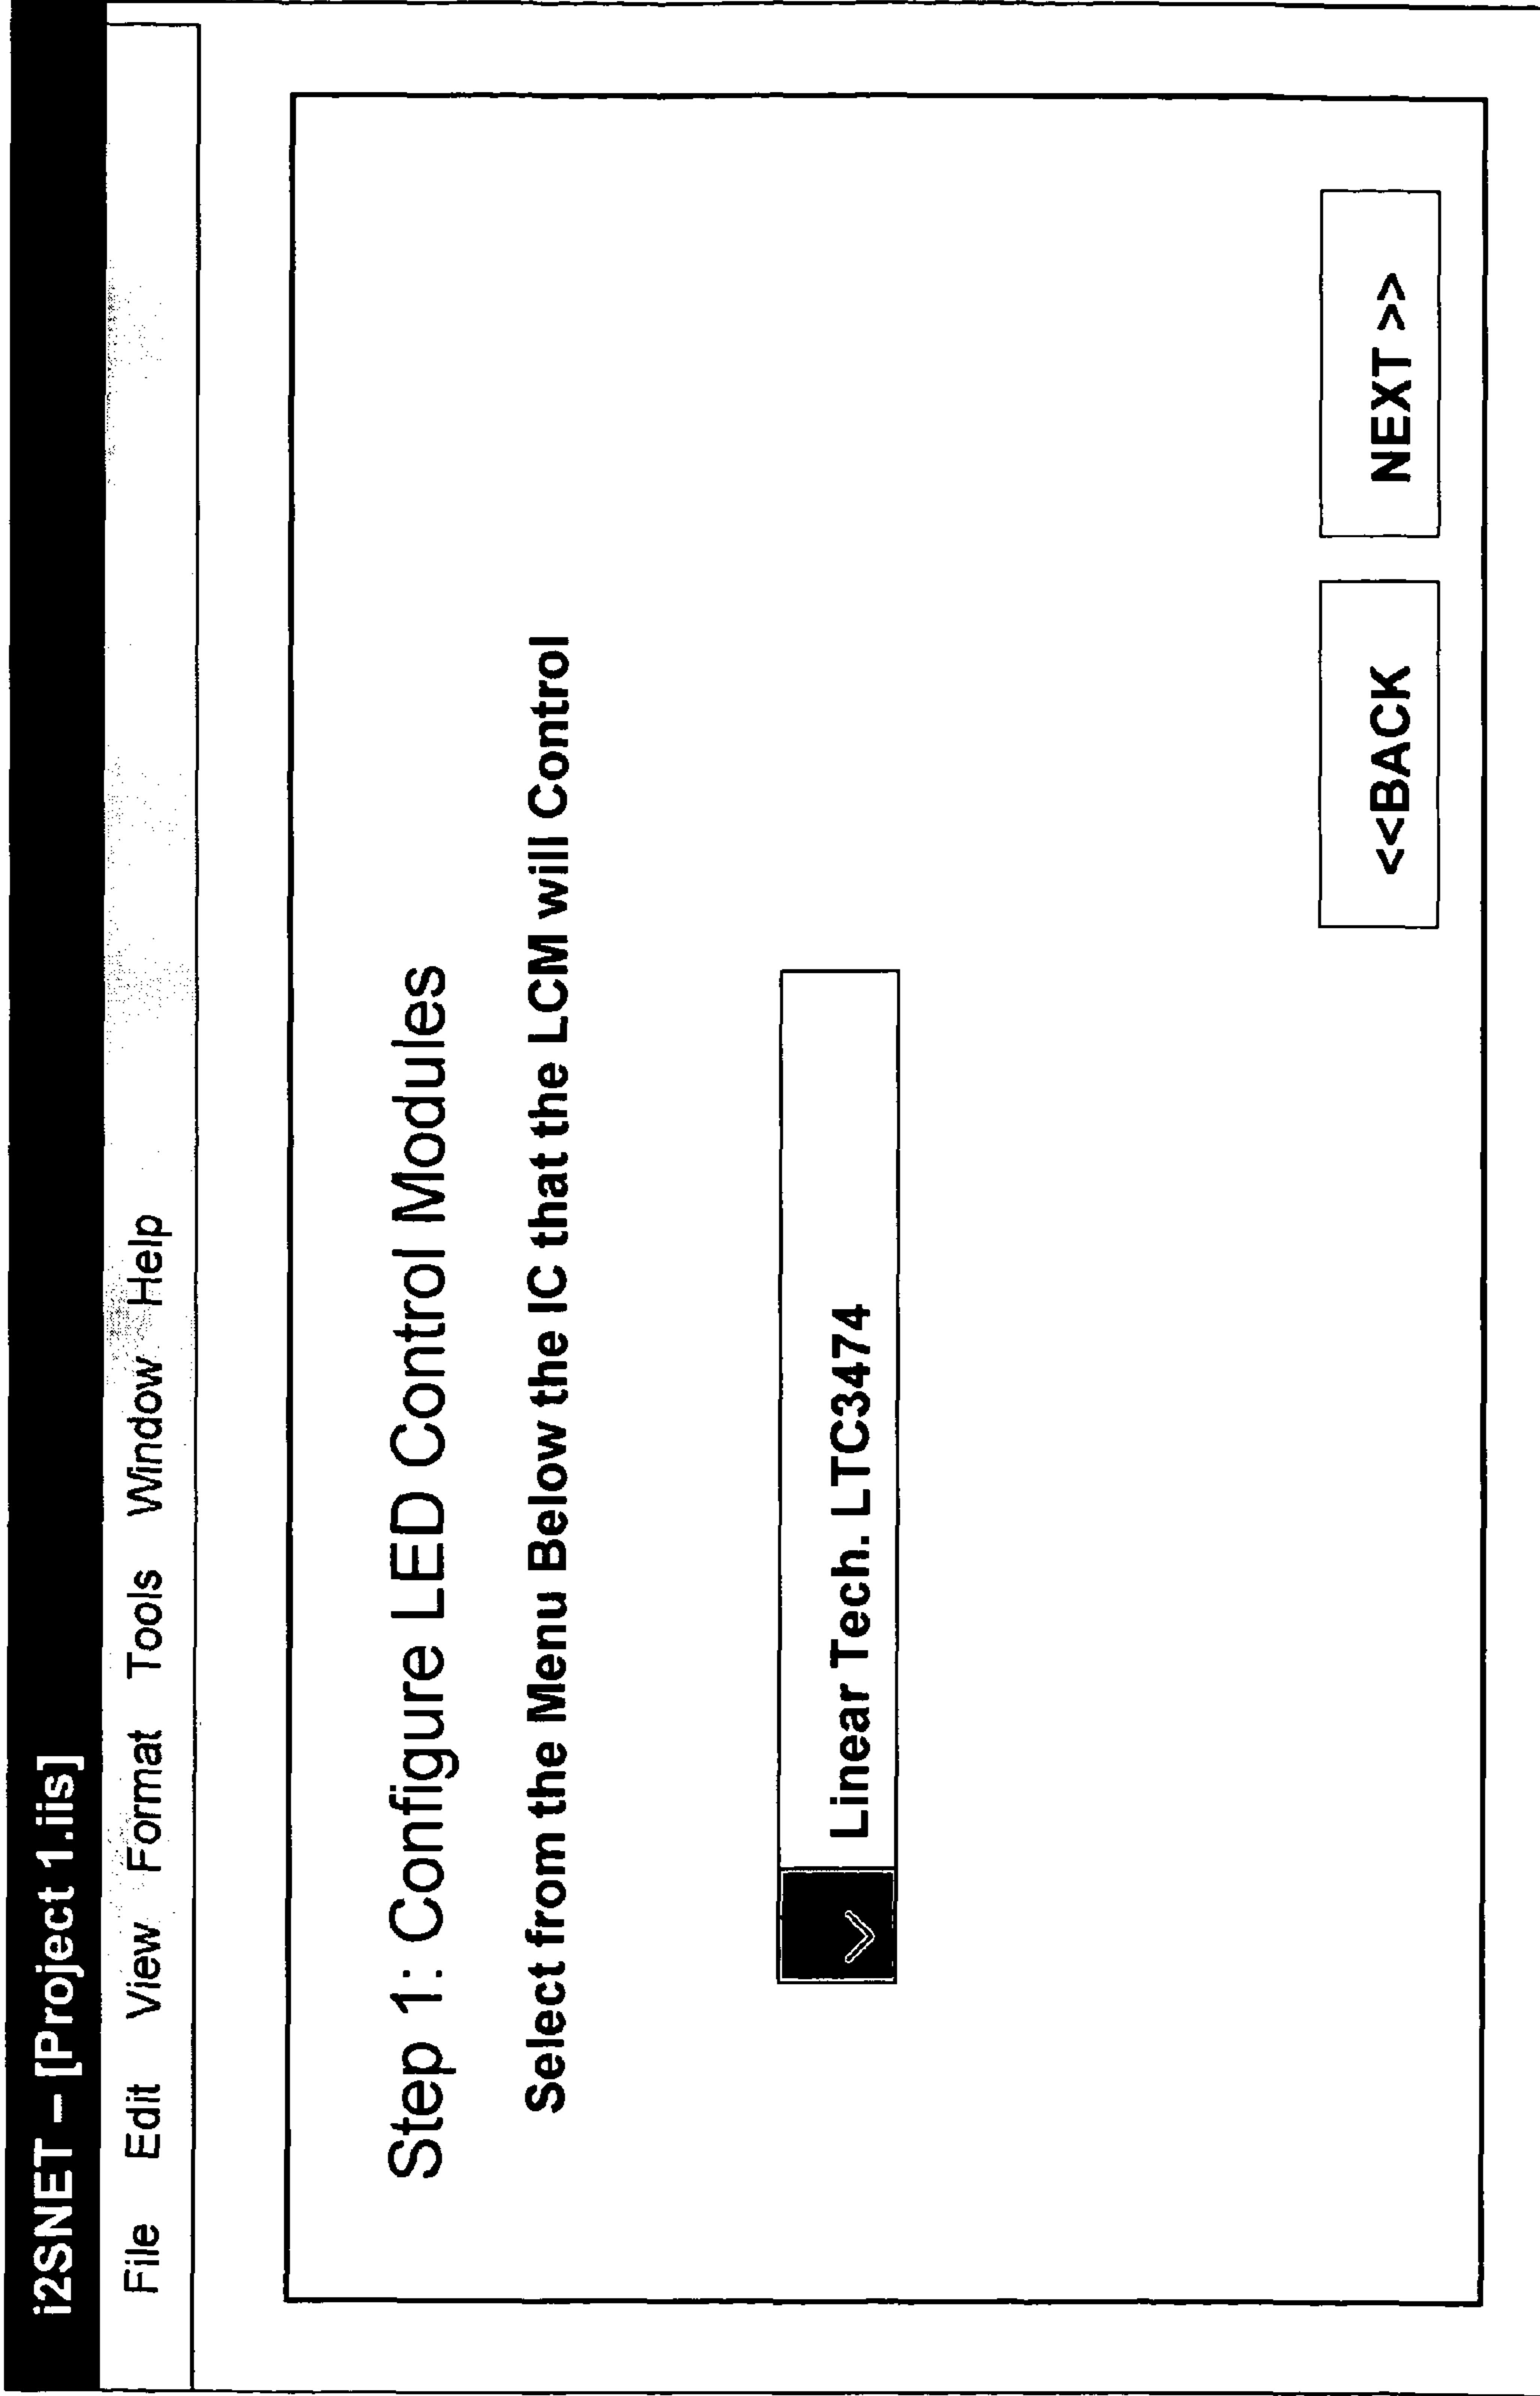 i2SNET – [Project 1.iis]
File Edit View Format Tools Window Help
Step 1: Configure LED Control Modules
Select from the Menu Below the IC that the LCM will Control
Linear Tech. LTC3474
<<BACK
NEXT >>